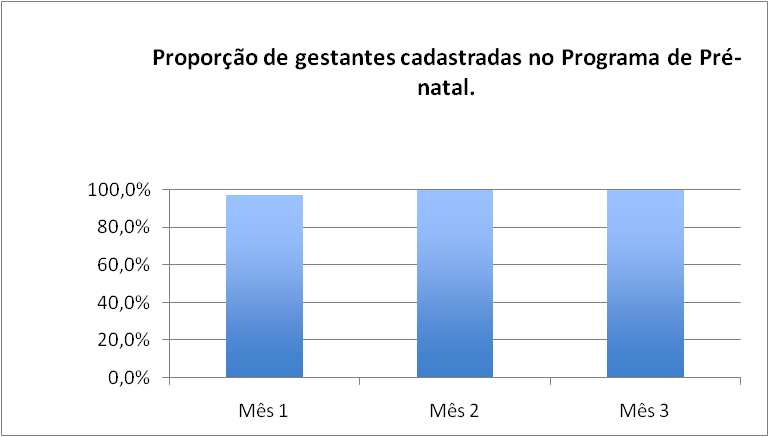 Proporção de gestantes cadastradas no Programa de Pré-
natal.
100,0%
80,0%
60,0%
40,0%
20,0%
0,0%
Mês 1 Mês 2 Mês 3